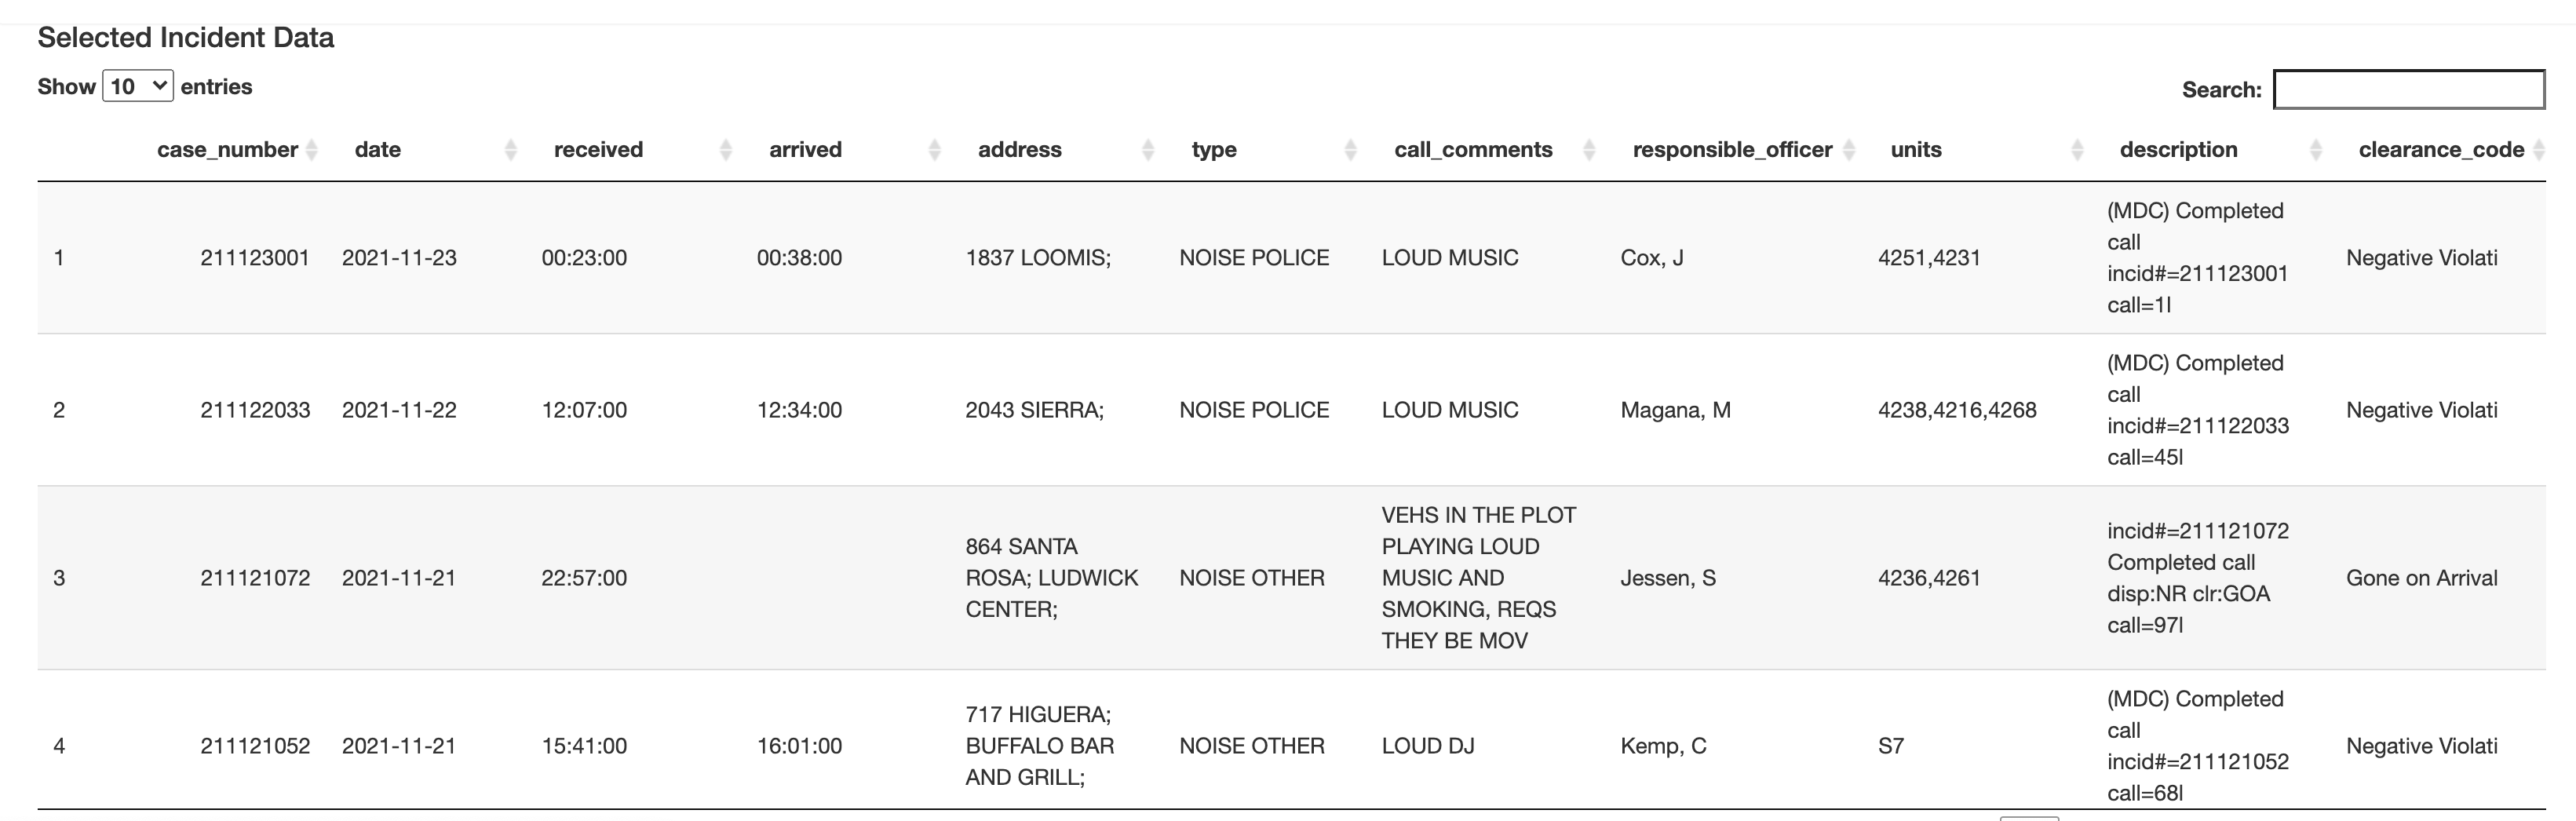 Selected Incident Data
Show 10 entries
Search:
case_number date received arrived address type call_comments responsible_officer units description clearance_code
1 211123001 2021-11-23 00:23:00 00:38:00 1837 LOOMIS; NOISE POLICE LOUD MUSIC Cox, J 4251,4231 (MDC) Completed
call
incid#=211123001
call=1l
Negative Violati
2 211122033 2021-11-22 12:07:00 12:34:00 2043 SIERRA; NOISE POLICE LOUD MUSIC Magana, M 4238,4216,4268 (MDC) Completed
call
incid#=211122033
call=45l
Negative Violati
3 211121072 2021-11-21 22:57:00 864 SANTA
ROSA; LUDWICK
CENTER;
NOISE OTHER
VEHS IN THE PLOT
PLAYING LOUD
MUSIC AND
SMOKING, REQS
THEY BE MOV
Jessen, S 4236,4261
incid#=211121072
Completed call
disp:NR clr:GOA
call=97l
Gone on Arrival
4 211121052 2021-11-21 15:41:00 16:01:00 717 HIGUERA;
BUFFALO BAR
AND GRILL;
NOISE OTHER LOUD DJ Kemp, C S7
(MDC) Completed
call
incid#=211121052
call=68l
Negative Violati